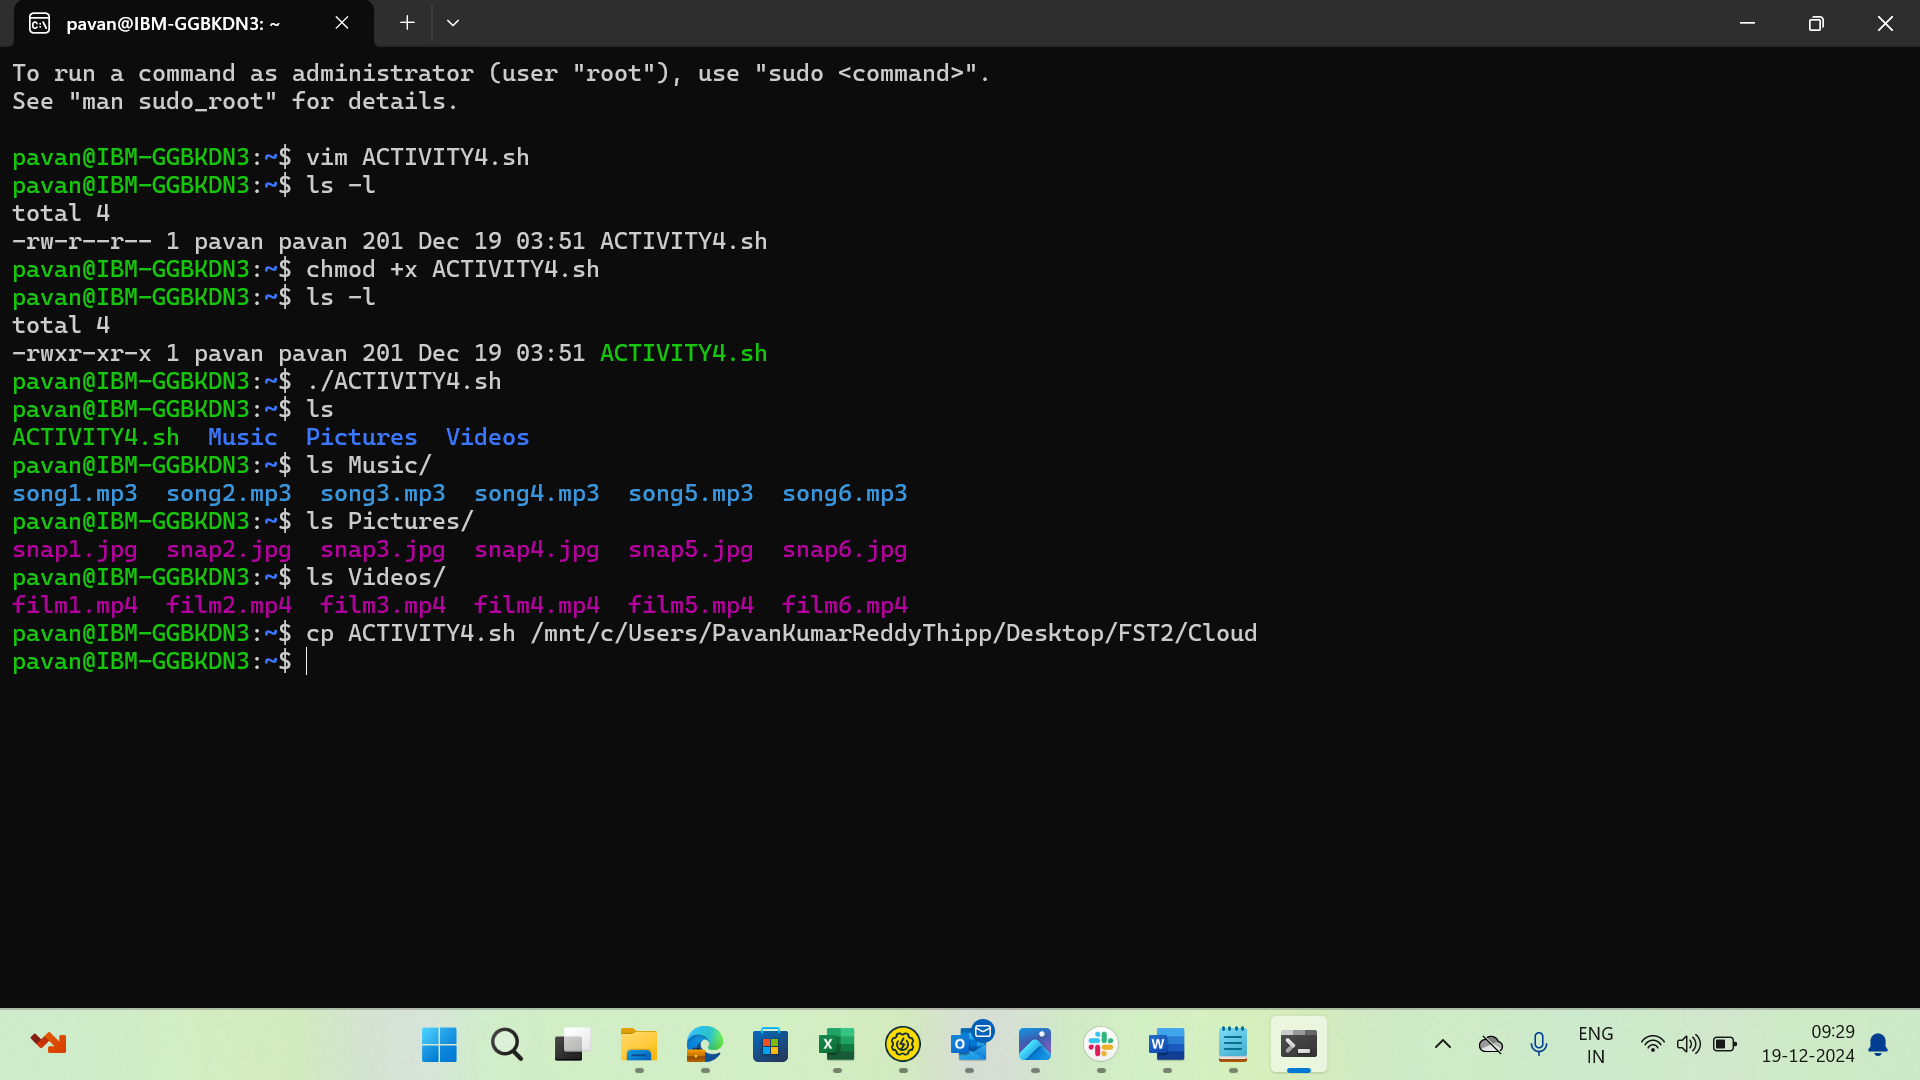 pavan@IBM-GGBKDN3: ~
To run a command as administrator (user "root"), use "sudo <command>".
See "man sudo_root" for details.
pavan@IBM-GGBKDN3:~$ vim ACTIVITY4.sh
pavan@IBM-GGBKDN3:~$ ls -l
total 4
-rw-r--r-- 1 pavan pavan 201 Dec 19 03:51 ACTIVITY4.sh
pavan@IBM-GGBKDN3:~$ chmod +x ACTIVITY4.sh
pavan@IBM-GGBKDN3:~$ ls -l
total 4
-rwxr-xr-x 1 pavan pavan 201 Dec 19 03:51 ACTIVITY4.sh
pavan@IBM-GGBKDN3:~$ ./ACTIVITY4.sh
pavan@IBM-GGBKDN3:~$ ls
ACTIVITY4.sh  Music  Pictures  Videos
pavan@IBM-GGBKDN3:~$ ls Music/
song1.mp3  song2.mp3  song3.mp3  song4.mp3  song5.mp3  song6.mp3
pavan@IBM-GGBKDN3:~$ ls Pictures/
snap1.jpg  snap2.jpg  snap3.jpg  snap4.jpg  snap5.jpg  snap6.jpg
pavan@IBM-GGBKDN3:~$ ls Videos/
film1.mp4  film2.mp4  film3.mp4  film4.mp4  film5.mp4  film6.mp4
pavan@IBM-GGBKDN3:~$ cp ACTIVITY4.sh /mnt/c/Users/PavanKumarReddyThipp/Desktop/FST2/Cloud
pavan@IBM-GGBKDN3:~$
ENG
IN
09:29
19-12-2024